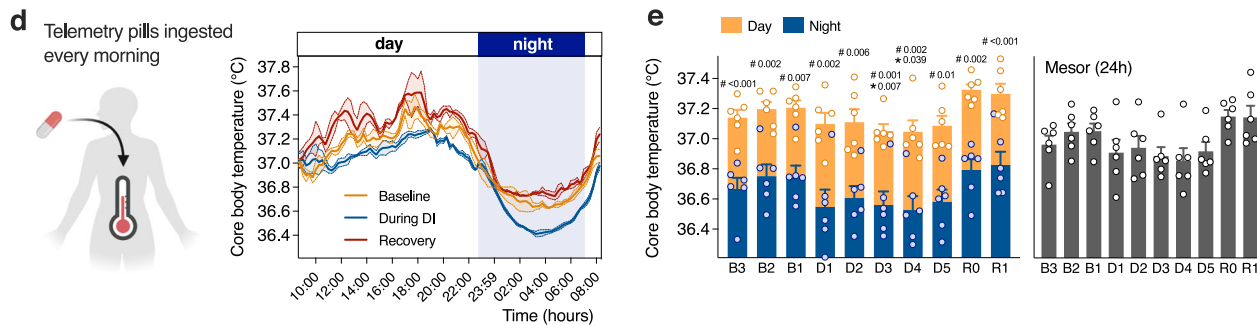 d
Telemetry pills ingested
every morning
day
night
Core body temperature (°C)
37.8
37.6
37.4
37.2
37.0
36.8
36.6
36.4
Baseline
During DI
Recovery
10:00
12:00
14:00
16:00
18:00
20:00
22:00
23:59
02:00
04:00
06:00
08:00
Time (hours)
e
Day
Night
Core body temperature (°C)
37.4
37.2
37.0
36.8
36.6
36.4
# <0.001
# 0.002
# 0.007
# 0.002
# 0.006
# 0.001
★ 0.007
# 0.002
★ 0.039
# 0.01
# 0.002
# <0.001
B3 B2 B1 D1 D2 D3 D4 D5 R0 R1
Mesor (24h)
B3 B2 B1 D1 D2 D3 D4 D5 R0 R1